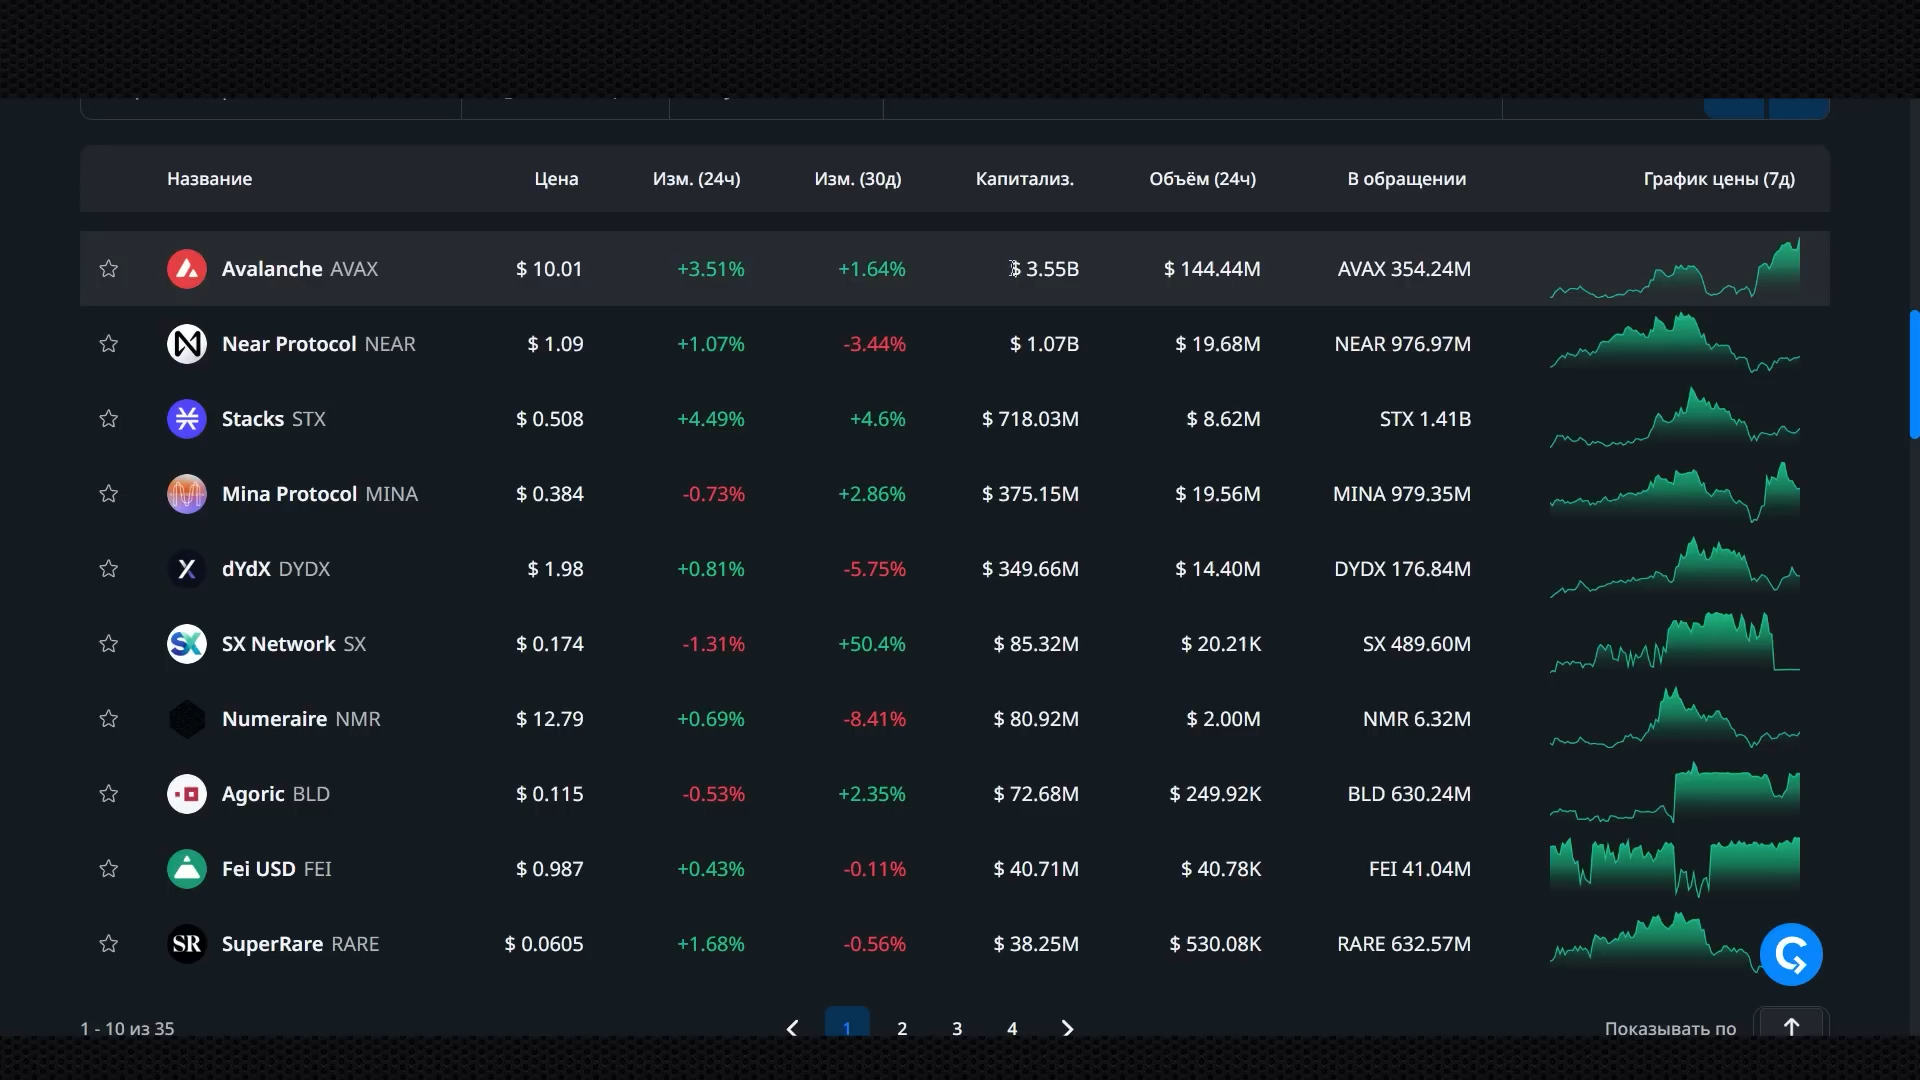 Название Цена Изм. (24ч) Изм. (30д) Капитализ. Объём (24ч) В обращении График цены (7д)
Avalanche AVAX $ 10.01 +3.51% +1.64% $ 3.55B $ 144.44M AVAX 354.24M
Near Protocol NEAR $ 1.09 +1.07% -3.44% $ 1.07B $ 19.68M NEAR 976.97M
Stacks STX $ 0.508 +4.49% +4.6% $ 718.03M $ 8.62M STX 1.41B
Mina Protocol MINA $ 0.384 -0.73% +2.86% $ 375.15M $ 19.56M MINA 979.35M
dYdX DYDX $ 1.98 +0.81% -5.75% $ 349.66M $ 14.40M DYDX 176.84M
SX SX Network SX $ 0.174 -1.31% +50.4% $ 85.32M $ 20.21K SX 489.60M
Numeraire NMR $ 12.79 +0.69% -8.41% $ 80.92M $ 2.00M NMR 6.32M
Agoric BLD $ 0.115 -0.53% +2.35% $ 72.68M $ 249.92K BLD 630.24M
Fei USD FEI $ 0.987 +0.43% -0.11% $ 40.71M $ 40.78K FEI 41.04M
SR SuperRare RARE $ 0.0605 +1.68% -0.56% $ 38.25M $ 530.08K RARE 632.57M
1 - 10 из 35 1 2 3 4 Показывать по